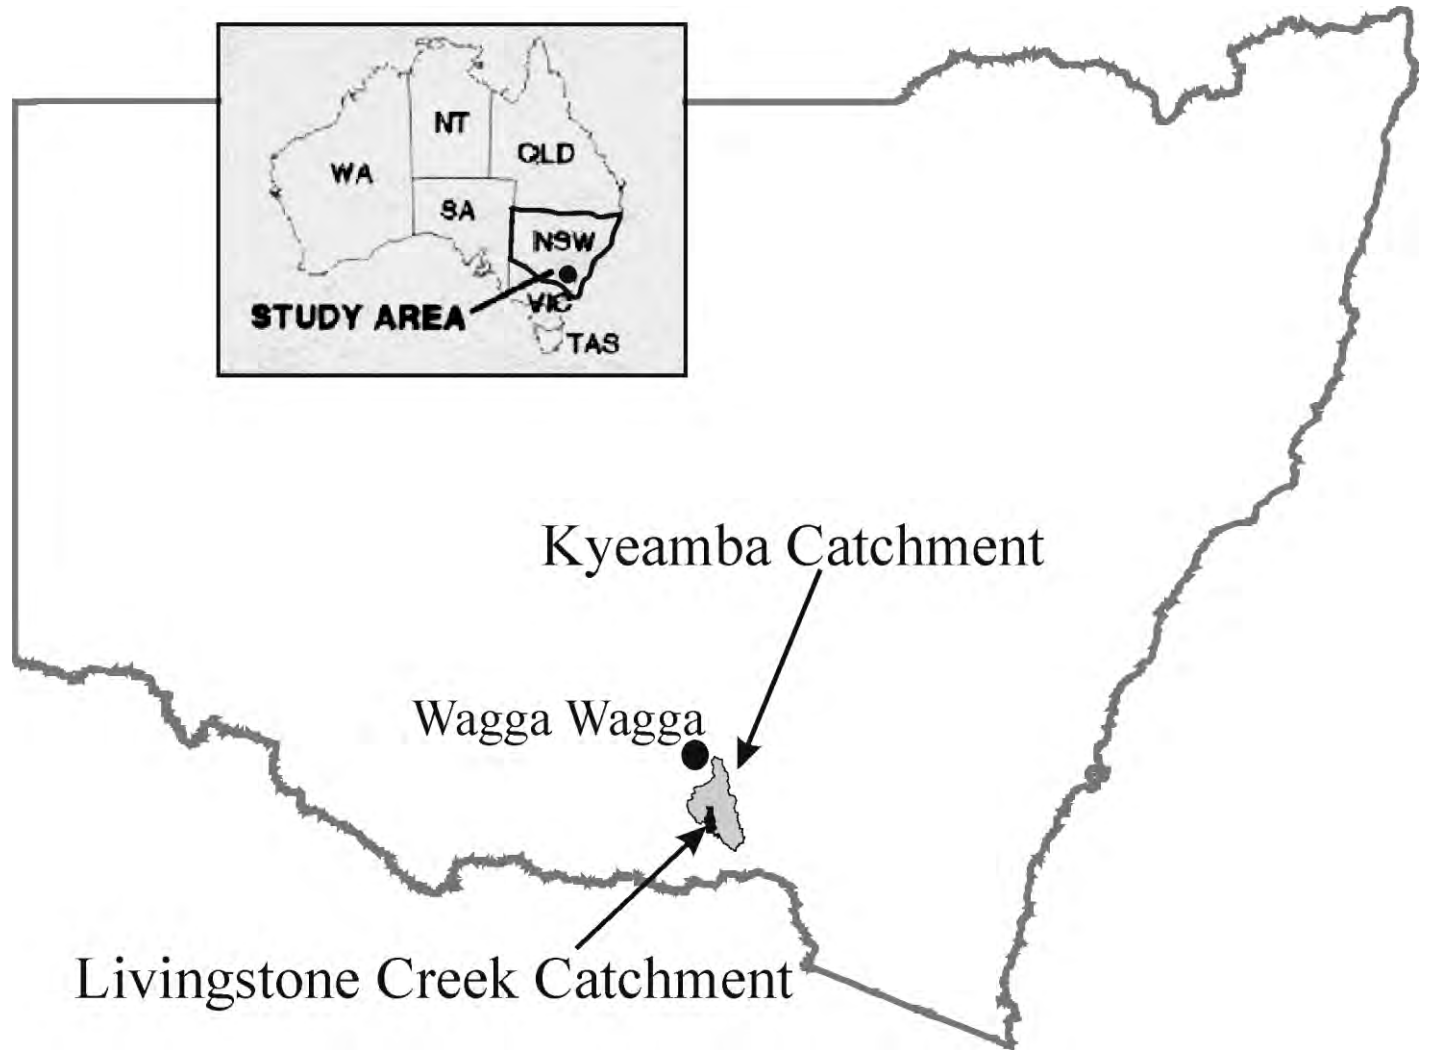 NT
QLD
WA
SA
NSW
STUDY AREA
VIC
TAS
Kyeamba Catchment
Wagga Wagga
Livingstone Creek Catchment